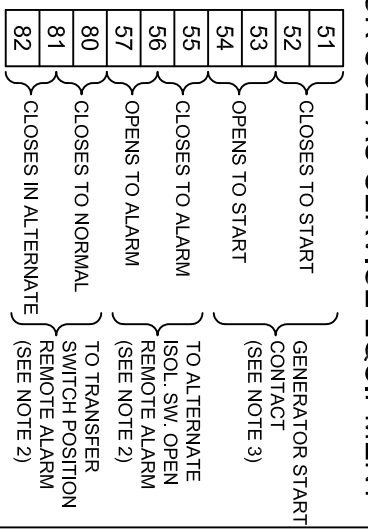 51
52
53
54
55
56
57
80
81
82
CLOSES TO START
OPENS TO START
CLOSES TO ALARM
OPENS TO ALARM
CLOSES TO NORMAL
CLOSES IN ALTERNATE
GENERATOR START
CONTACT
(SEE NOTE 3)
TO ALTERNATE
ISOL. SW. OPEN
REMOTE ALARM
(SEE NOTE 2)
TO TRANSFER
SWITCH POSITION
REMOTE ALARM
(SEE NOTE 2)